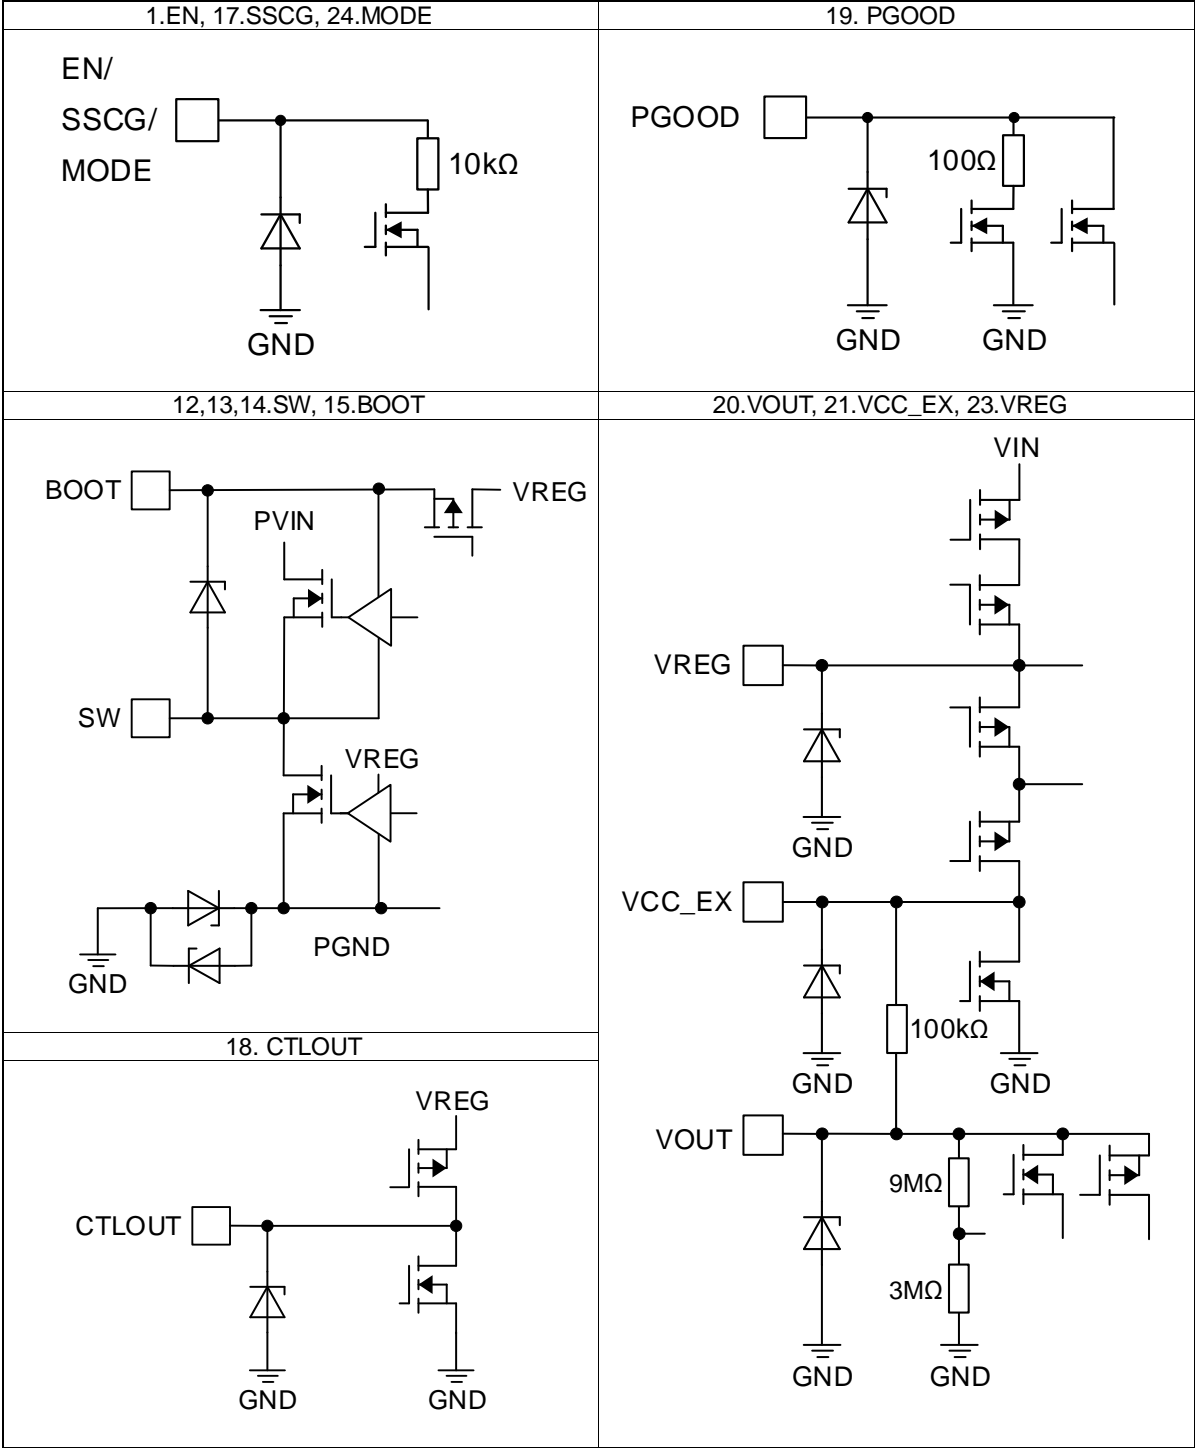 1.EN, 17.SSCG, 24.MODE
EN/
SSCG/
MODE
10kΩ
GND
19. PGOOD
PGOOD
100Ω
GND
GND
12,13,14.SW, 15.BOOT
BOOT
VREG
PVIN
SW
VREG
PGND
GND
18. CTLOUT
VREG
CTLOUT
GND
GND
20.VOUT, 21.VCC_EX, 23.VREG
VIN
VREG
GND
VCC_EX
100kΩ
GND
GND
VOUT
9MΩ
3MΩ
GND
GND